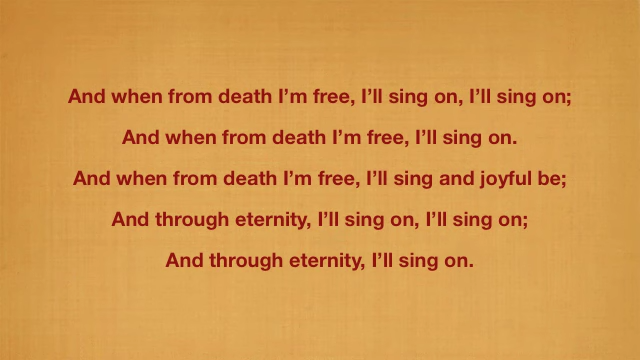 And when from death I’m free, I’ll sing on, I’ll sing on;
And when from death I’m free, I’ll sing on.
And when from death I’m free, I’ll sing and joyful be;
And through eternity, I’ll sing on, I’ll sing on;
And through eternity, I’ll sing on.